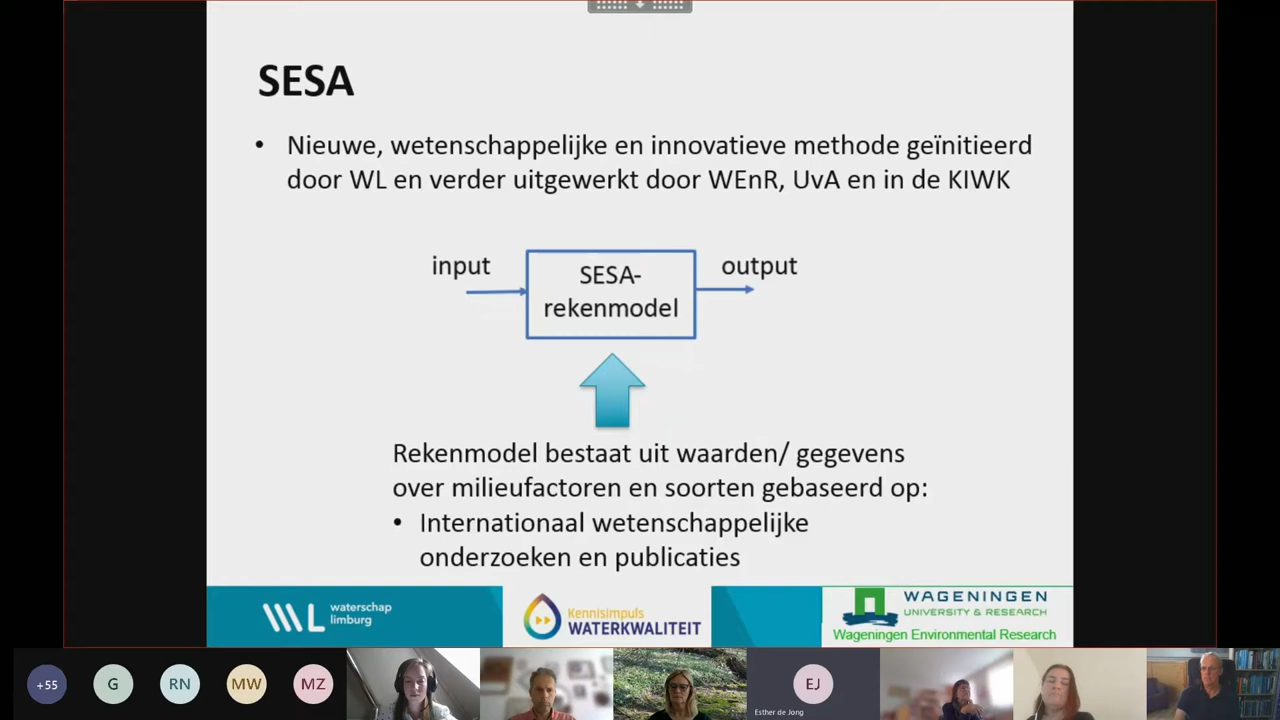 SESA
• Nieuwe, wetenschappelijke en innovatieve methode geïnitieerd
door WL en verder uitgewerkt door WEnR, UvA en in de KIWK
input
SESA-
rekenmodel
output
Rekenmodel bestaat uit waarden/ gegevens
over milieufactoren en soorten gebaseerd op:
• Internationaal wetenschappelijke
onderzoeken en publicaties
WL waterschap
limburg
Kennisimpuls
WATERKWALITEIT
WAGENINGEN
UNIVERSITY & RESEARCH
Wageningen Environmental Research
+55
G
RN
MW
MZ
EJ
Esther de Jong